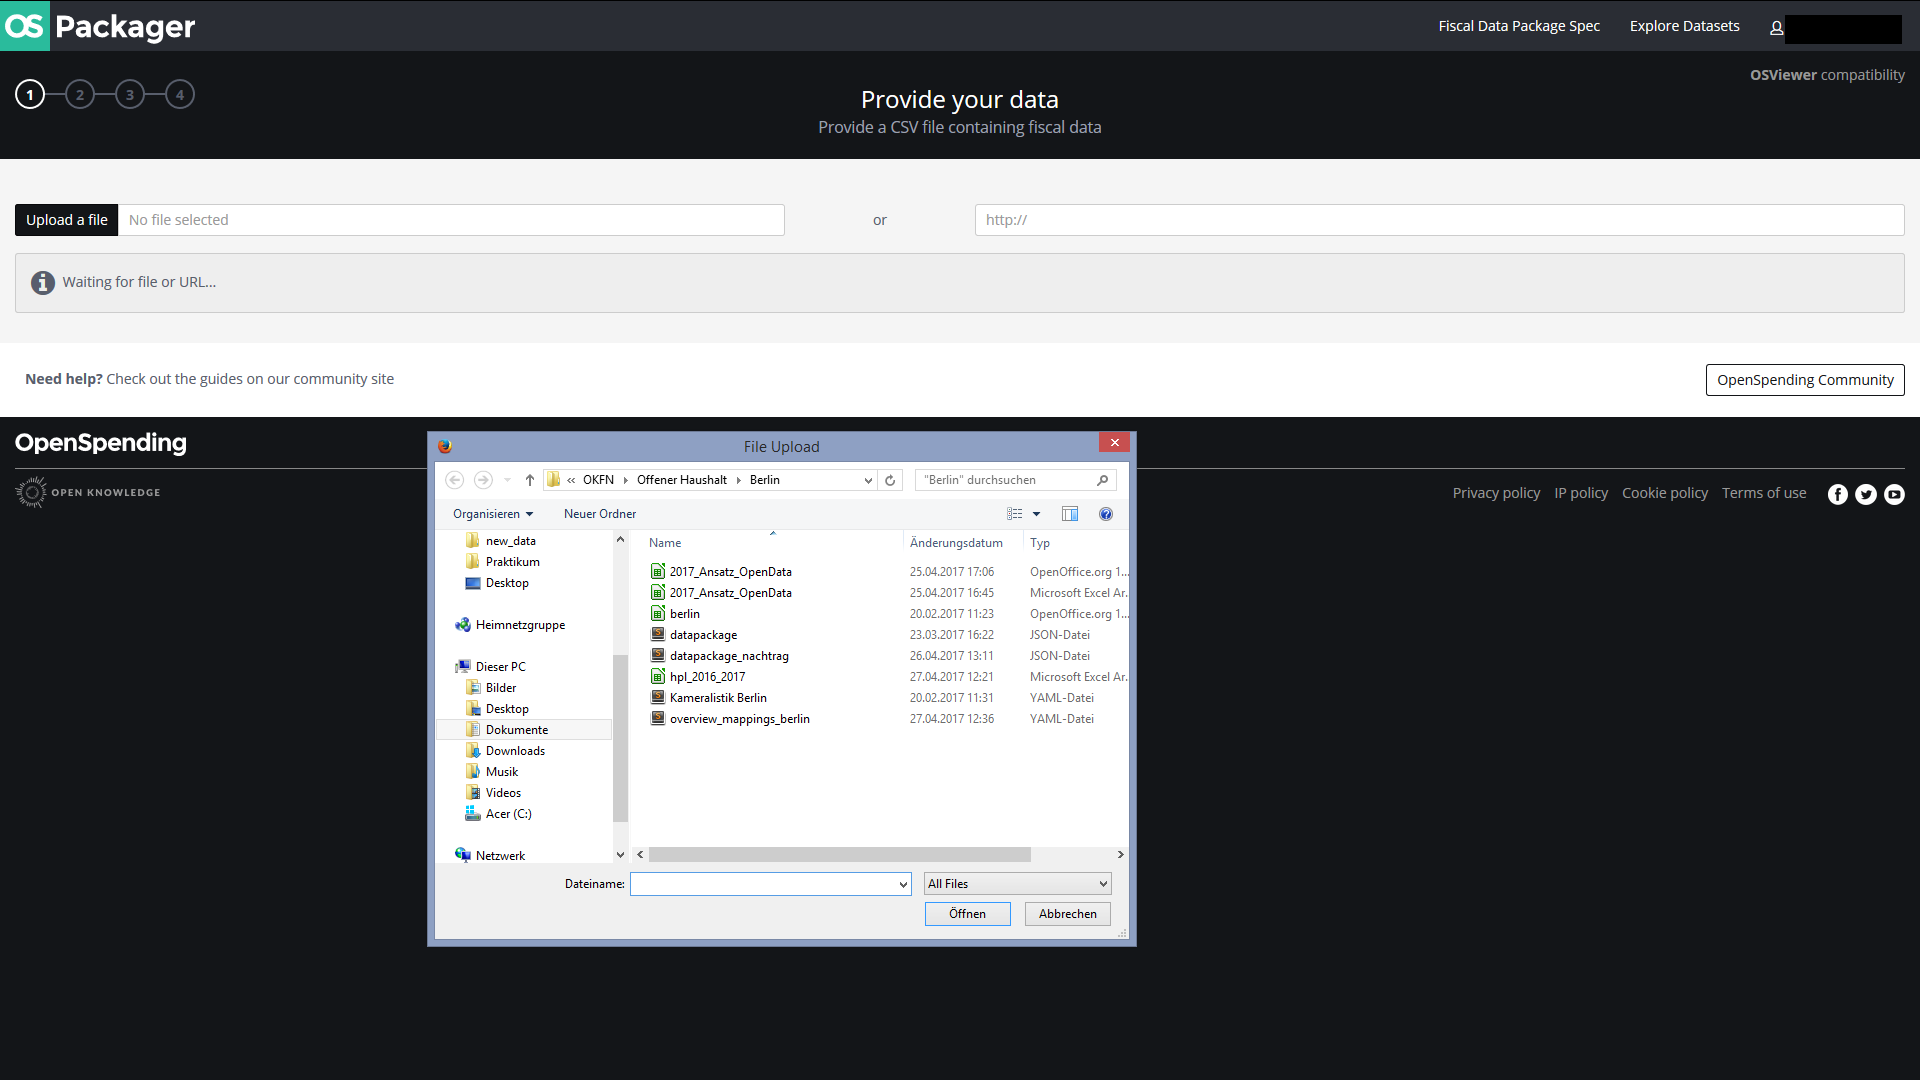 OS Packager
Fiscal Data Package Spec Explore Datasets
OSViewer compatibility
1 2 3 4
Provide your data
Provide a CSV file containing fiscal data
Upload a file No file selected or http://
Waiting for file or URL...
Need help? Check out the guides on our community site OpenSpending Community
OpenSpending
OPEN KNOWLEDGE
Privacy policy IP policy Cookie policy Terms of use
File Upload
« OKFN Offener Haushalt Berlin "Berlin" durchsuchen
Organisieren Neuer Ordner
new_data
Praktikum
Desktop
Heimnetzgruppe
Dieser PC
Bilder
Desktop
Dokumente
Downloads
Musik
Videos
Acer (C:)
Netzwerk
Name Änderungsdatum Typ
2017_Ansatz_OpenData 25.04.2017 17:06 OpenOffice.org 1...
2017_Ansatz_OpenData 25.04.2017 16:45 Microsoft Excel Ar...
berlin 20.02.2017 11:23 OpenOffice.org 1...
datapackage 23.03.2017 16:22 JSON-Datei
datapackage_nachtrag 26.04.2017 13:11 JSON-Datei
hpl_2016_2017 27.04.2017 12:21 Microsoft Excel Ar...
Kameralistik Berlin 20.02.2017 11:31 YAML-Datei
overview_mappings_berlin 27.04.2017 12:36 YAML-Datei
Dateiname: All Files
Öffnen Abbrechen